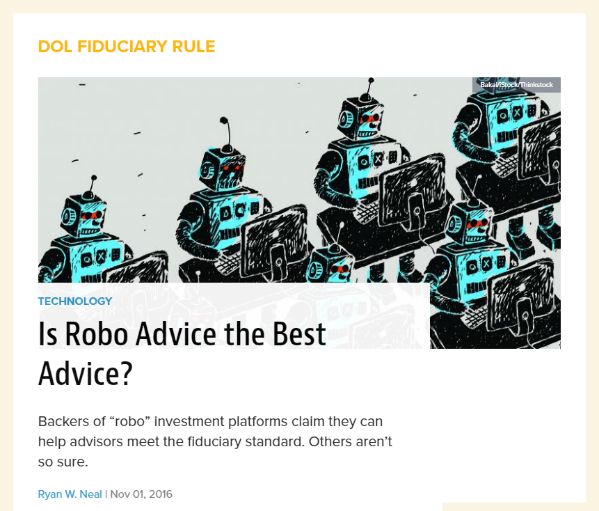 DOL FIDUCIARY RULE
Bakal/iStock/Thinkstock
TECHNOLOGY
Is Robo Advice the Best
Advice?
Backers of “robo” investment platforms claim they can
help advisors meet the fiduciary standard. Others aren’t
so sure.
Ryan W. Neal | Nov 01, 2016